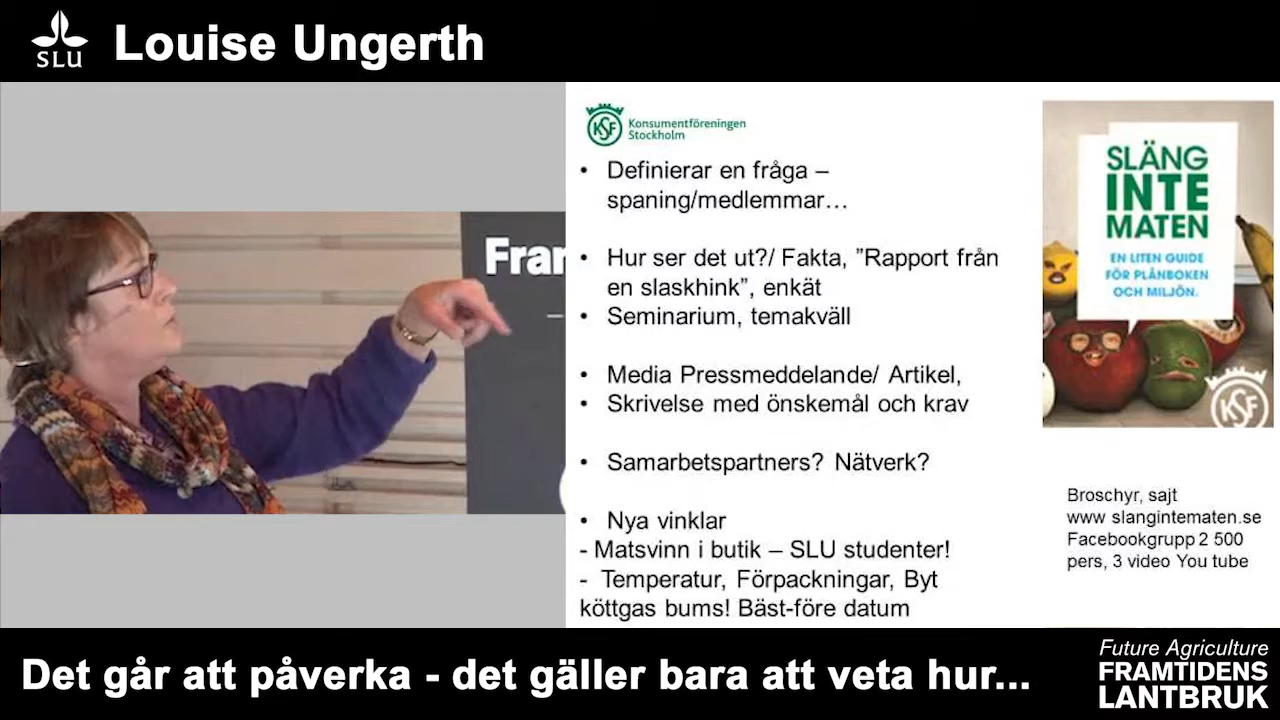 SLU
Louise Ungerth
Fran
KSF
Konsumentföreningen
Stockholm
• Definierar en fråga –
spaning/medlemmar…
• Hur ser det ut?/ Fakta, ”Rapport från
en slaskhink”, enkät
• Seminarium, temakväll
• Media Pressmeddelande/ Artikel,
• Skrivelse med önskemål och krav
• Samarbetspartners? Nätverk?
• Nya vinklar
- Matsvinn i butik – SLU studenter!
- Temperatur, Förpackningar, Byt
köttgas bums! Bäst-före datum
SLÄNG
INTE
MATEN
EN LITEN GUIDE
FÖR PLÅNBOKEN
OCH MILJÖN.
KSF
Broschyr, sajt
www slangintematen.se
Facebookgrupp 2 500
pers, 3 video You tube
Det går att påverka - det gäller bara att veta hur...
Future Agriculture
FRAMTIDENS
LANTBRUK